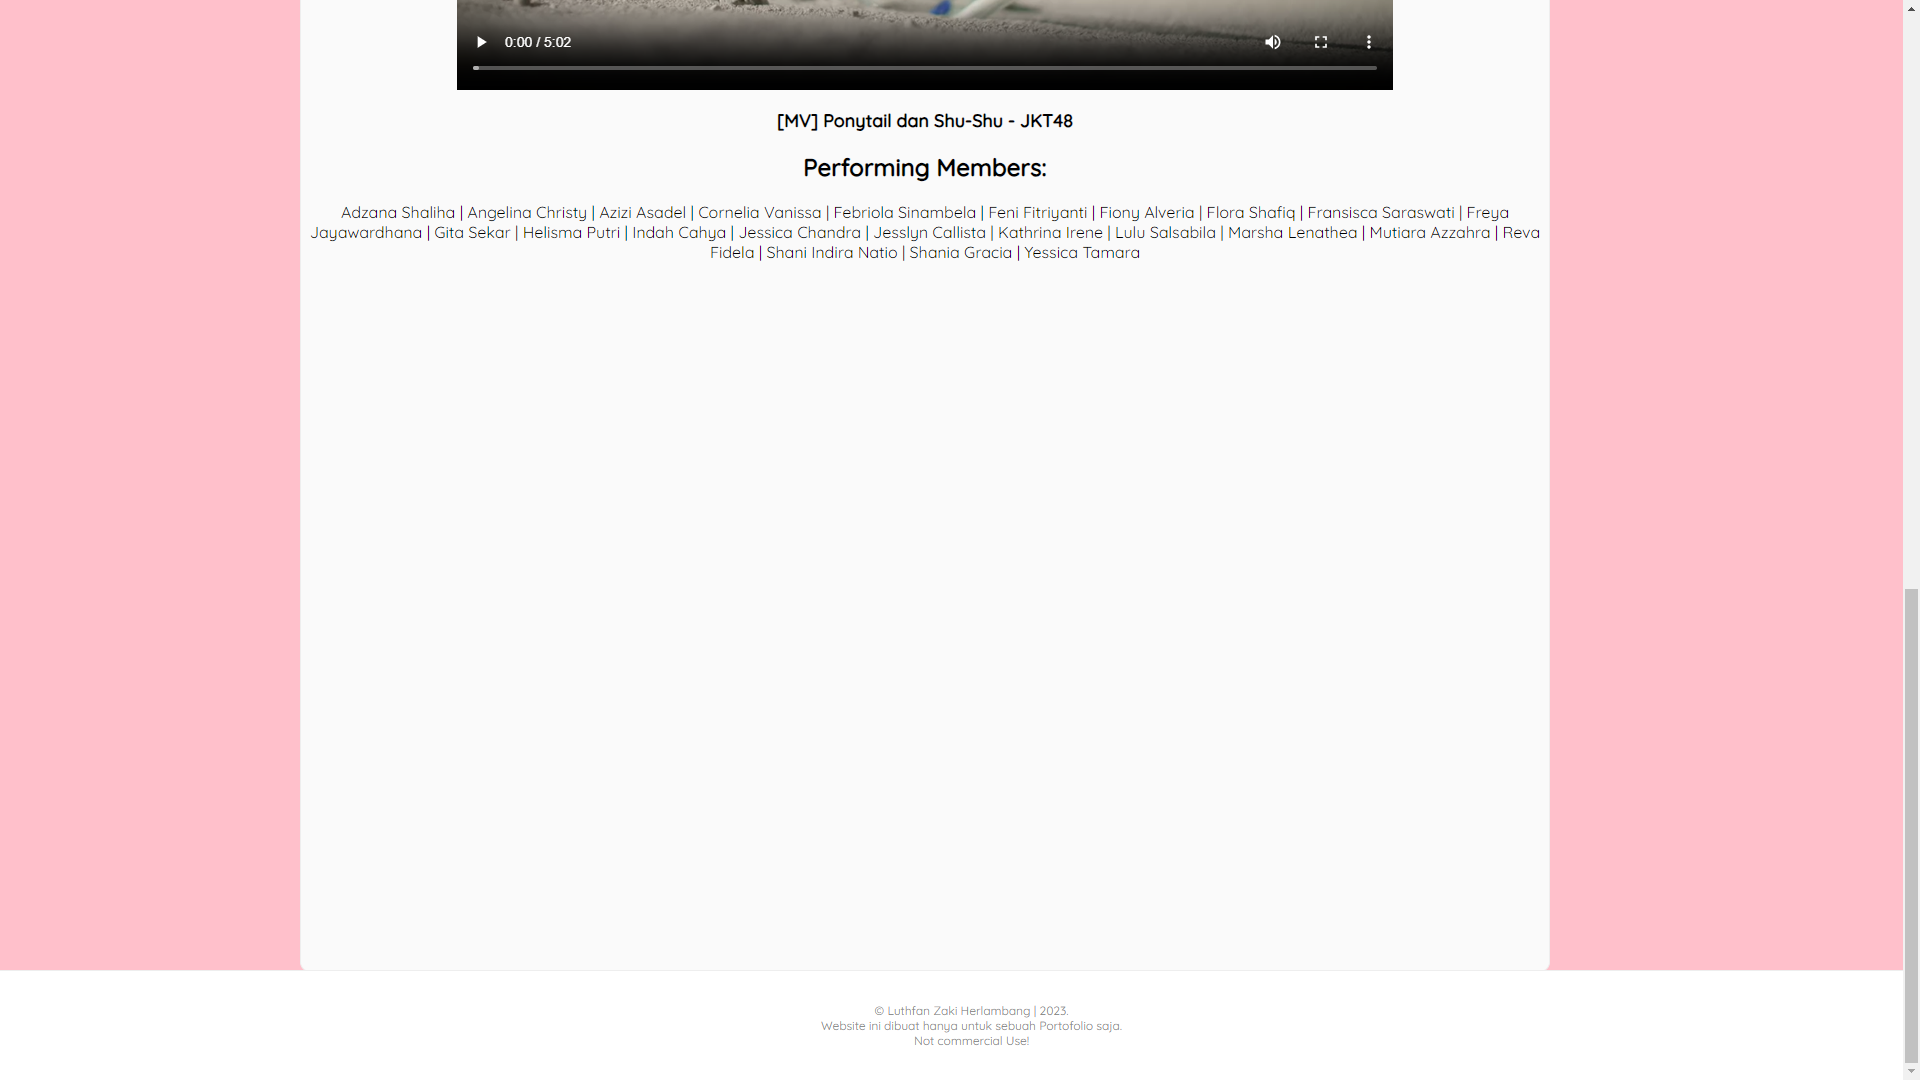 0:00 / 5:02
[MV] Ponytail dan Shu-Shu - JKT48
Performing Members:
Adzana Shaliha | Angelina Christy | Azizi Asadel | Cornelia Vanissa | Febriola Sinambela | Feni Fitriyanti | Fiony Alveria | Flora Shafiq | Fransisca Saraswati | Freya
Jayawardhana | Gita Sekar | Helisma Putri | Indah Cahya | Jessica Chandra | Jesslyn Callista | Kathrina Irene | Lulu Salsabila | Marsha Lenathea | Mutiara Azzahra | Reva
Fidela | Shani Indira Natio | Shania Gracia | Yessica Tamara
© Luthfan Zaki Herlambang | 2023.
Website ini dibuat hanya untuk sebuah Portofolio saja.
Not commercial Use!